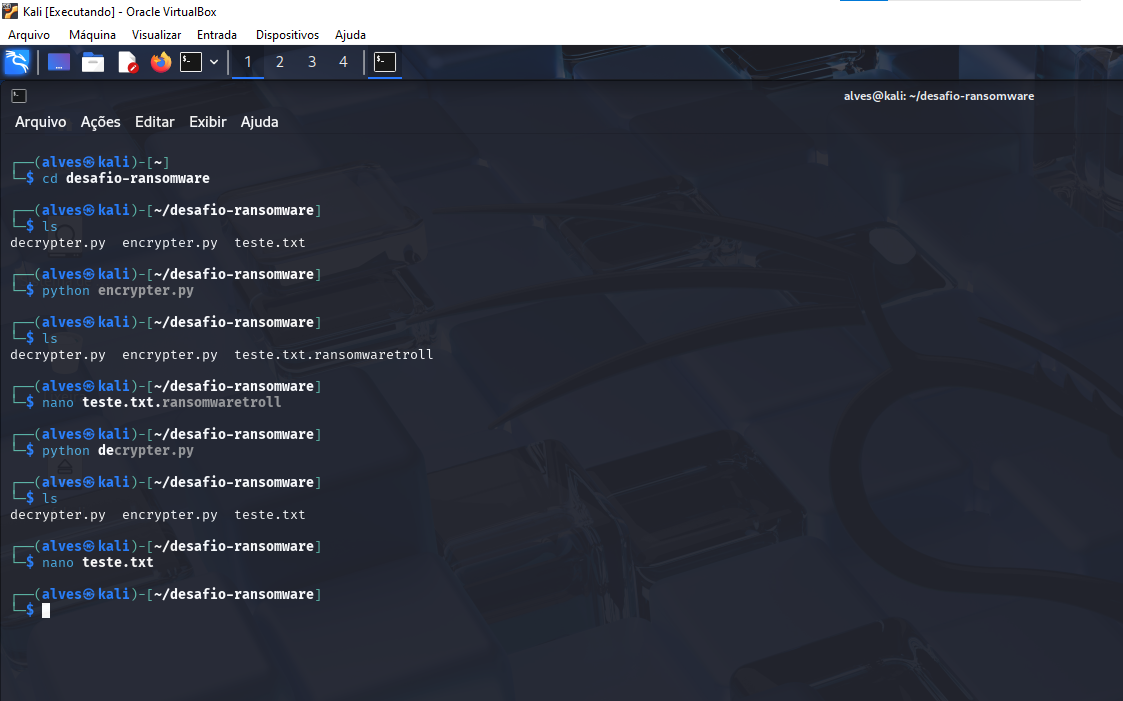 Kali [Executando] - Oracle VirtualBox
Arquivo Máquina Visualizar Entrada Dispositivos Ajuda
1 2 3 4
alves@kali: ~/desafio-ransomware
Arquivo Ações Editar Exibir Ajuda
┌──(alves㉿kali)-[~]
└─$ cd desafio-ransomware
┌──(alves㉿kali)-[~/desafio-ransomware]
└─$ ls
decrypter.py encrypter.py teste.txt
┌──(alves㉿kali)-[~/desafio-ransomware]
└─$ python encrypter.py
┌──(alves㉿kali)-[~/desafio-ransomware]
└─$ ls
decrypter.py encrypter.py teste.txt.ransomwaretroll
┌──(alves㉿kali)-[~/desafio-ransomware]
└─$ nano teste.txt.ransomwaretroll
┌──(alves㉿kali)-[~/desafio-ransomware]
└─$ python decrypter.py
┌──(alves㉿kali)-[~/desafio-ransomware]
└─$ ls
decrypter.py encrypter.py teste.txt
┌──(alves㉿kali)-[~/desafio-ransomware]
└─$ nano teste.txt
┌──(alves㉿kali)-[~/desafio-ransomware]
└─$